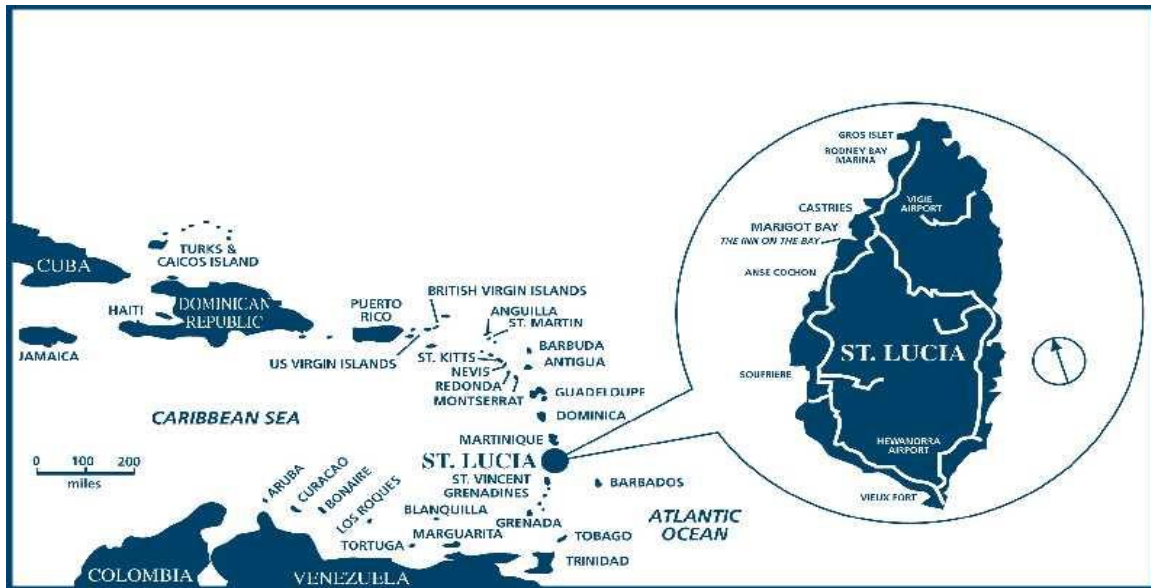 GROS ISLET
RODNEY BAY
MARINA
VIGIE
AIRPORT
CASTRIES
MARIGOT BAY
THE INN ON THE BAY
ANSE COCHON
ST. LUCIA
SOUFRIERE
HEWANORRA
AIRPORT
VIEUX FORT
TURKS &
CAICOS ISLAND
CUBA
HAITI
DOMINICAN
REPUBLIC
JAMAICA
PUERTO
RICO
BRITISH VIRGIN ISLANDS
US VIRGIN ISLANDS
ANGUILLA
ST. MARTIN
BARBUDA
ANTIGUA
ST. KITTS
NEVIS
REDONDA
MONTSERRAT
GUADELOUPE
DOMINICA
CARIBBEAN SEA
MARTINIQUE
ST. LUCIA
ST. VINCENT
GRENADINES
BARBADOS
0 100 200
miles
ARUBA
CURACAO
BONAIRE
LOS ROQUES
BLANQUILLA
GRENADA
ATLANTIC
OCEAN
TORTUGA
MARGUARITA
TOBAGO
TRINIDAD
COLOMBIA
VENEZUELA